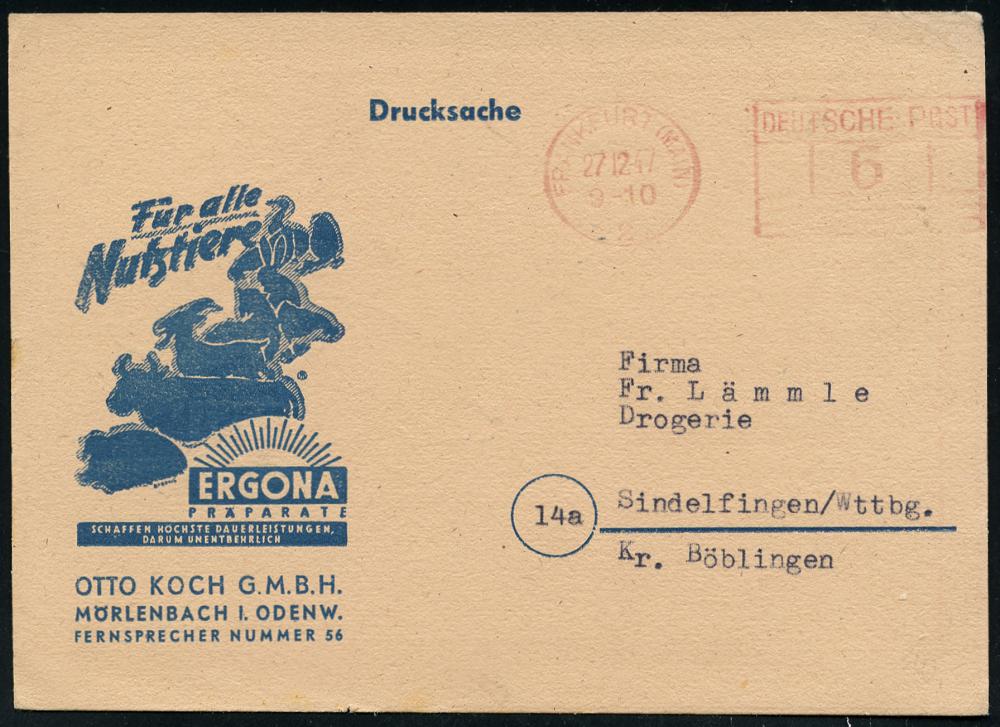 Drucksache
FRANKFURT (MAIN)
27.12.47
9-10
2
DEUTSCHE POST
6
Für alle
Nutztiere
ERGONA
PRÄPARATE
SCHAFFEN HÖCHSTE DAUERLEISTUNGEN,
DARUM UNENTBEHRLICH
OTTO KOCH G.M.B.H.
MÖRLENBACH I. ODENW.
FERNSPRECHER NUMMER 56
Firma
Fr. L ä m m l e
Drogerie
14a
Sindelfingen/Wttbg.
Kr. Böblingen